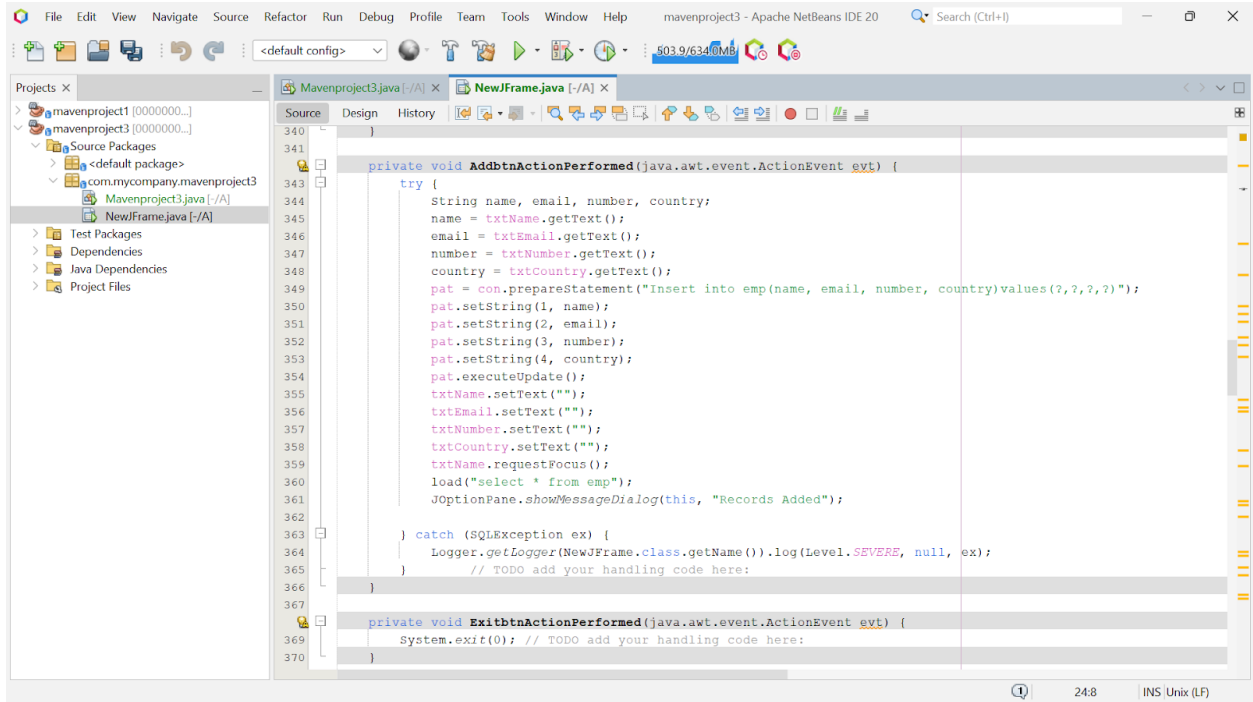 File Edit View Navigate Source Refactor Run Debug Profile Team Tools Window Help mavenproject3 - Apache NetBeans IDE 20 Search (Ctrl+I)
<default config> 503.9/634.0MB
Projects
mavenproject1 [0000000...]
mavenproject3 [0000000...]
Source Packages
<default package>
com.mycompany.mavenproject3
Mavenproject3.java [-/A]
NewJFrame.java [-/A]
Test Packages
Dependencies
Java Dependencies
Project Files
Mavenproject3.java [-/A] NewJFrame.java [-/A]
Source Design History
340 }
341
private void AddbtnActionPerformed(java.awt.event.ActionEvent evt) {
343 try {
344 String name, email, number, country;
345 name = txtName.getText();
346 email = txtEmail.getText();
347 number = txtNumber.getText();
348 country = txtCountry.getText();
349 pat = con.prepareStatement("Insert into emp(name, email, number, country)values(?,?,?,?)");
350 pat.setString(1, name);
351 pat.setString(2, email);
352 pat.setString(3, number);
353 pat.setString(4, country);
354 pat.executeUpdate();
355 txtName.setText("");
356 txtEmail.setText("");
357 txtNumber.setText("");
358 txtCountry.setText("");
359 txtName.requestFocus();
360 load("select * from emp");
361 JOptionPane.showMessageDialog(this, "Records Added");
362
363 } catch (SQLException ex) {
364 Logger.getLogger(NewJFrame.class.getName()).log(Level.SEVERE, null, ex);
365 } // TODO add your handling code here:
366 }
367
private void ExitbtnActionPerformed(java.awt.event.ActionEvent evt) {
369 System.exit(0); // TODO add your handling code here:
370 }
1 24:8 INS Unix (LF)